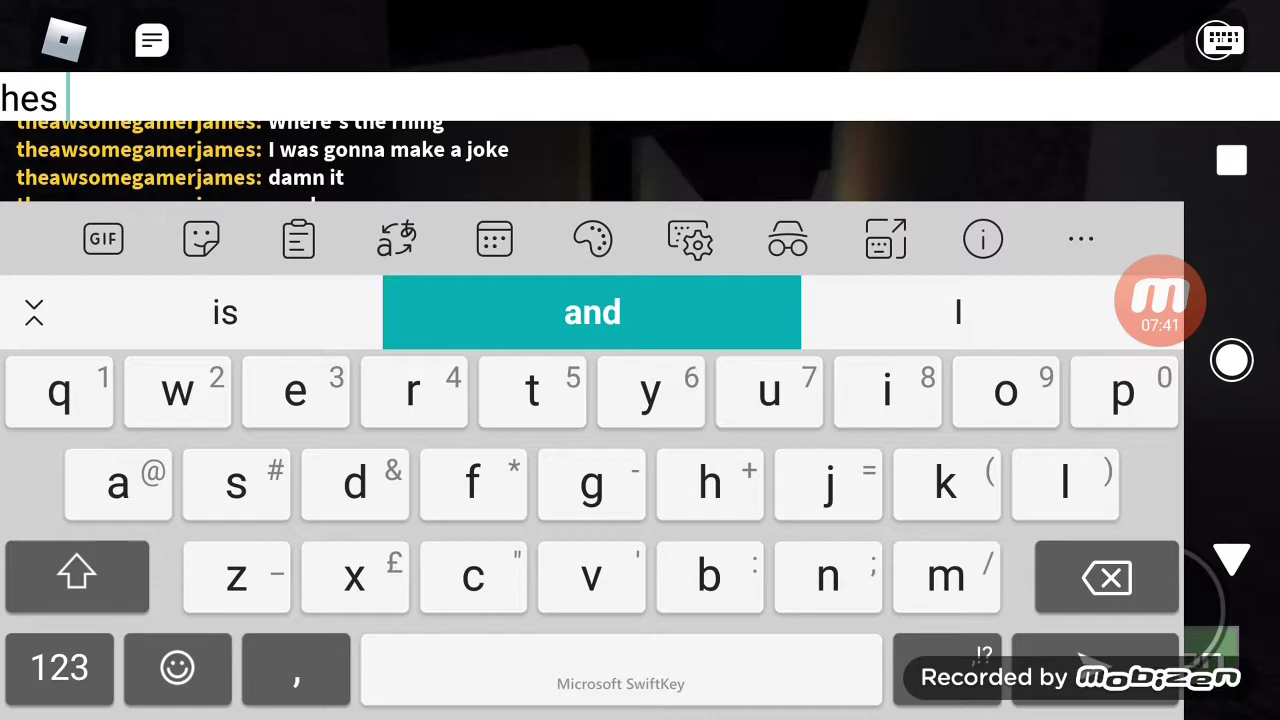 hes
theawsomegamerjames: where's the rhing
theawsomegamerjames: I was gonna make a joke
theawsomegamerjames: damn it
GIF
is and I
07:41
q 1 w 2 e 3 r 4 t 5 y 6 u 7 i 8 o 9 p 0
a @ s # d & f * g - h + j = k ( l )
z _ x £ c " v ' b : n ; m /
123 , Microsoft SwiftKey ,!?
Recorded by mobizen